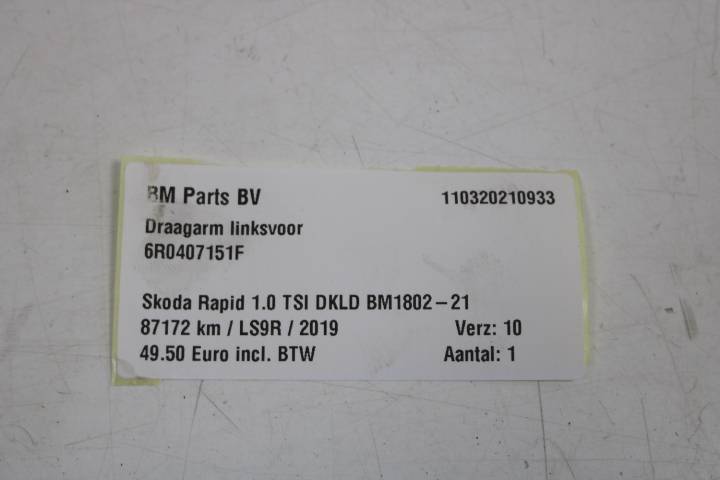 BM Parts BV 110320210933
Draagarm linksvoor
6R0407151F
Skoda Rapid 1.0 TSI DKLD BM1802-21
87172 km / LS9R / 2019 Verz: 10
49.50 Euro incl. BTW Aantal: 1